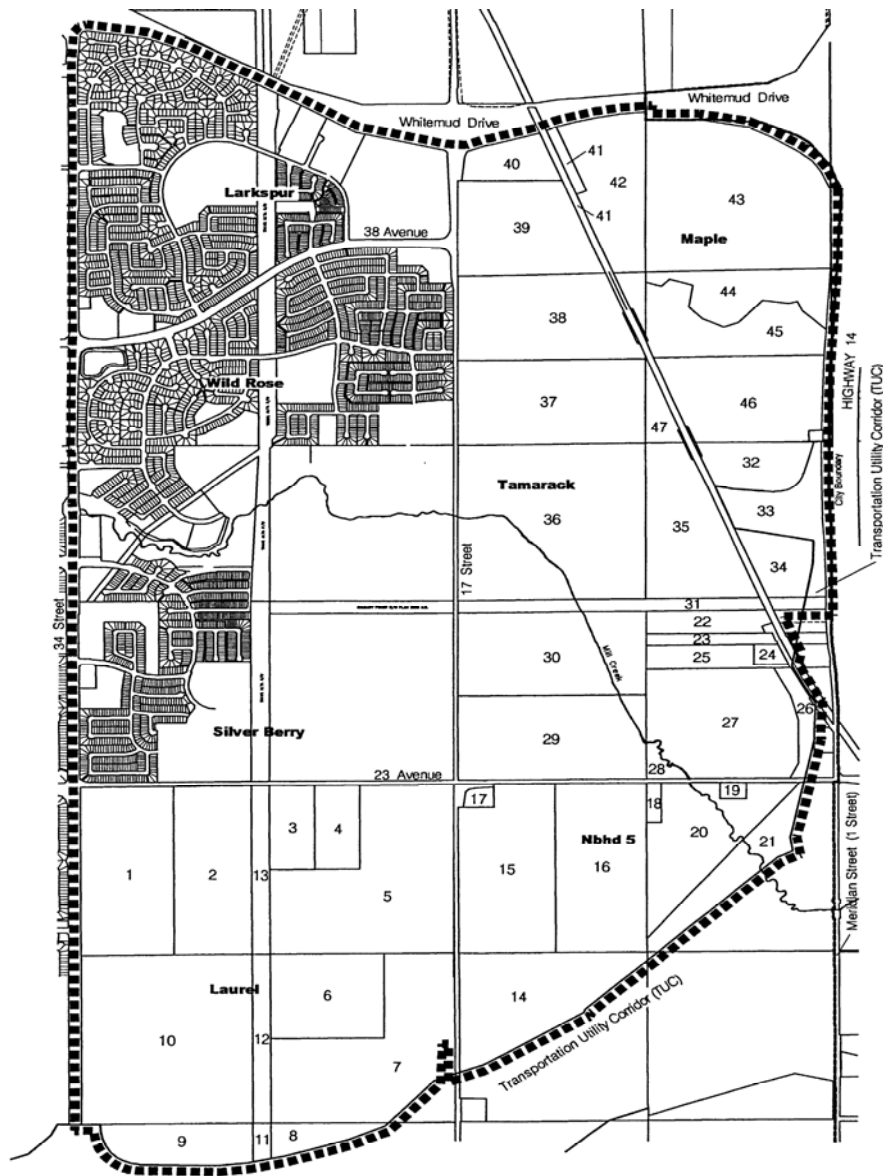 Whitemud Drive
Whitemud Drive
40
41
42
41
43
Larkspur
38 Avenue
39
Maple
44
38
45
HIGHWAY 14
Transportation Utility Corridor (TUC)
City Boundary
Wild Rose
37
46
47
32
Tamarack
36
35
33
34
17 Street
34 Street
31
22
23
24
25
30
Mill Creek
26
27
Silver Berry
29
28
23 Avenue
17
18
19
3
4
Nbhd 5
20
21
1
2
13
5
15
16
Meridian Street (1 Street)
Laurel
6
14
10
12
7
Transportation Utility Corridor (TUC)
9
11
8